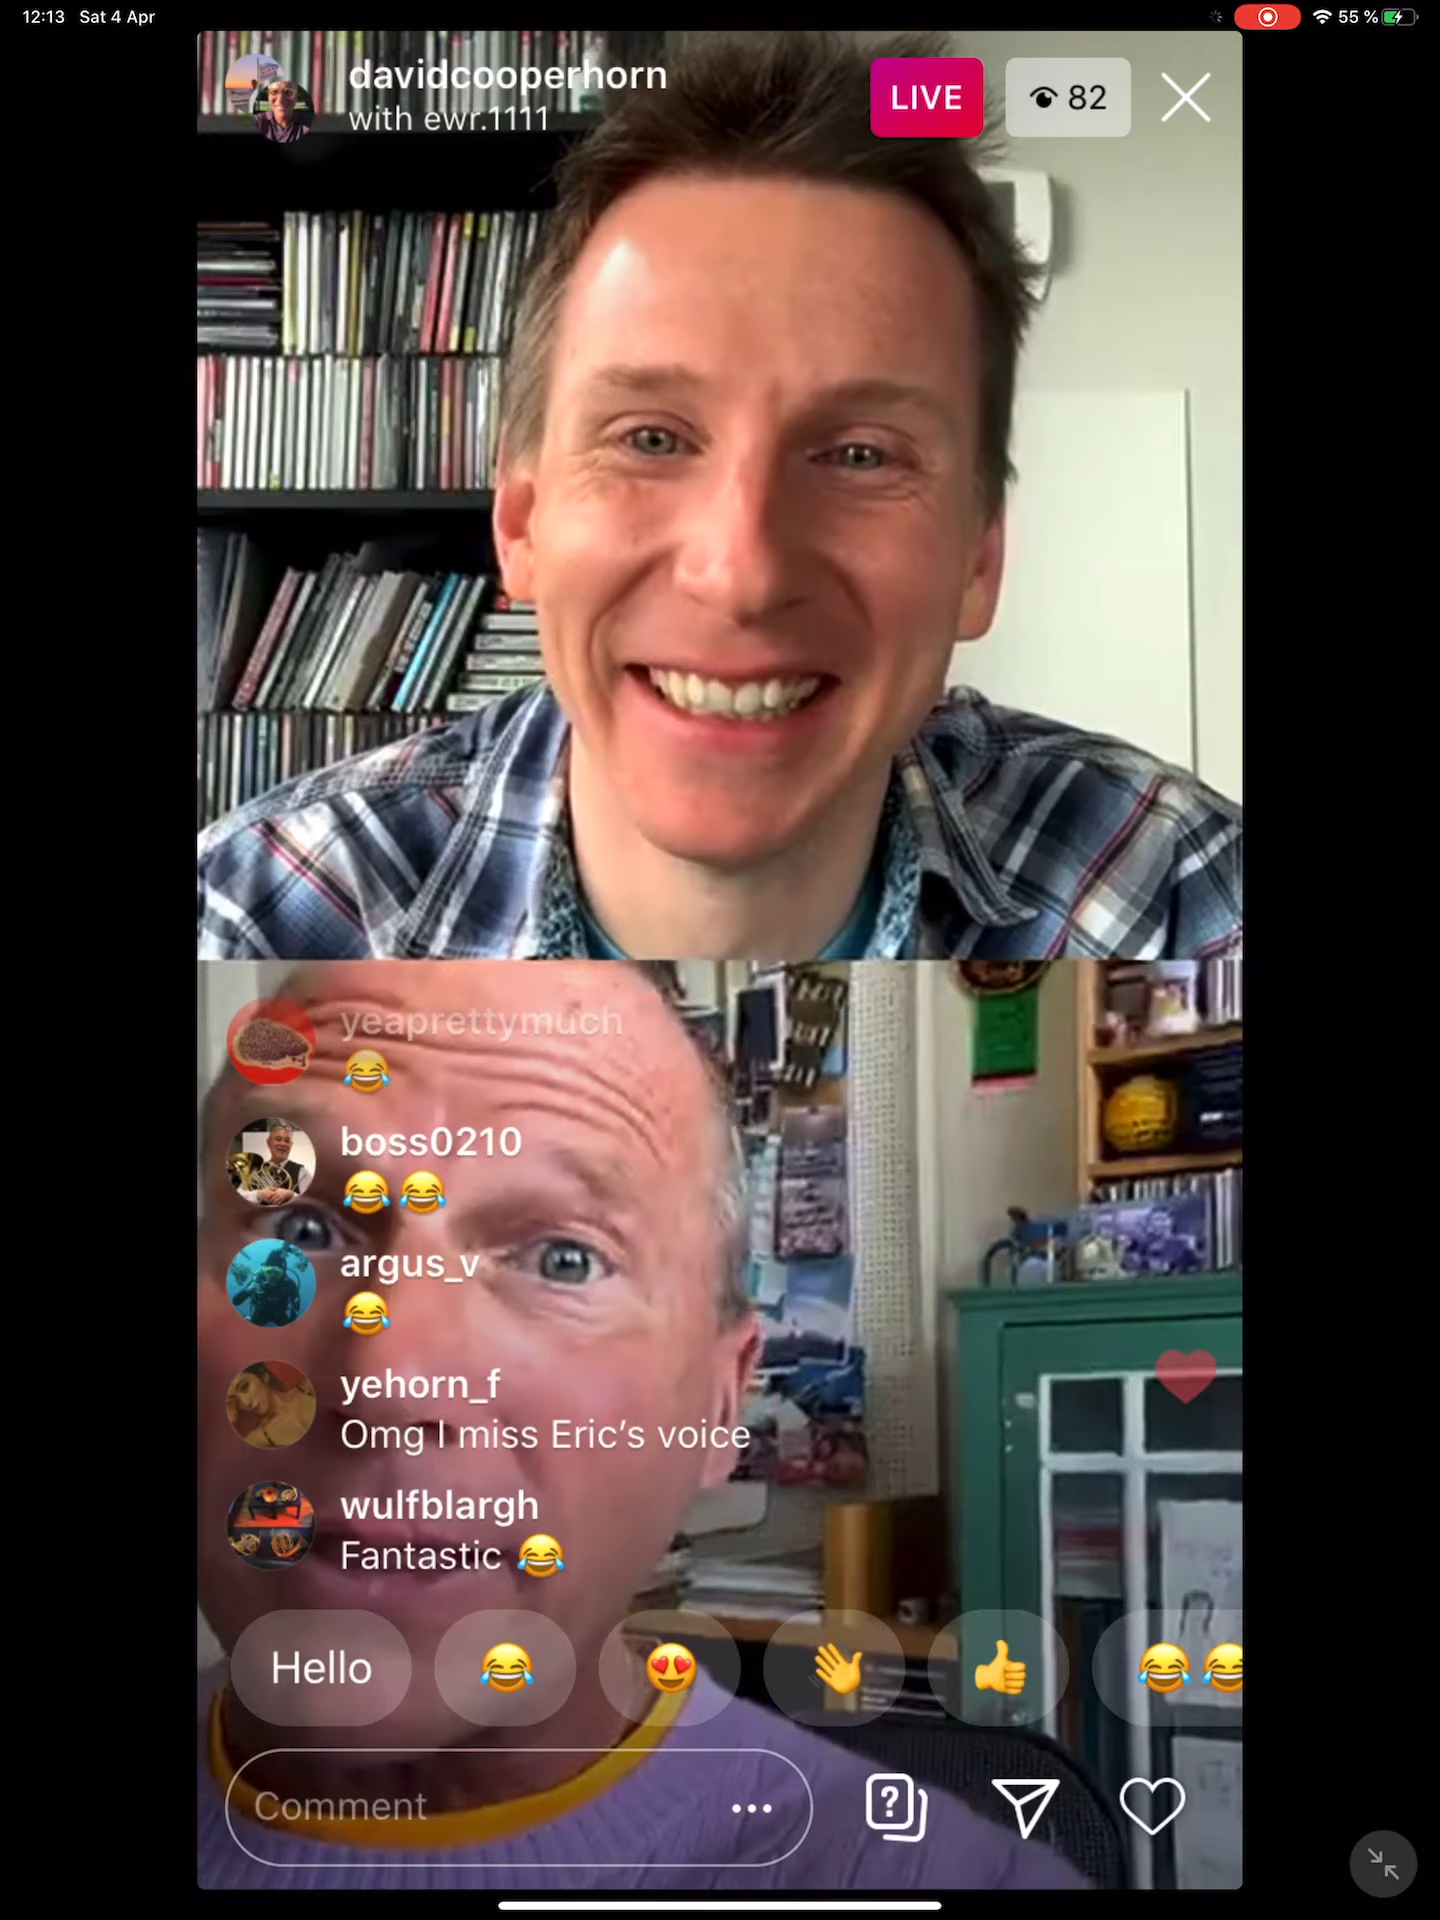 12:13 Sat 4 Apr
55 %
davidcooperhorn
with ewr.1111
LIVE
82
yeaprettymuch
😂
boss0210
😂😂
argus_v
😂
yehorn_f
Omg I miss Eric’s voice
wulfblargh
Fantastic 😂
Hello 😂 😍 👋 👍 😂😂
Comment